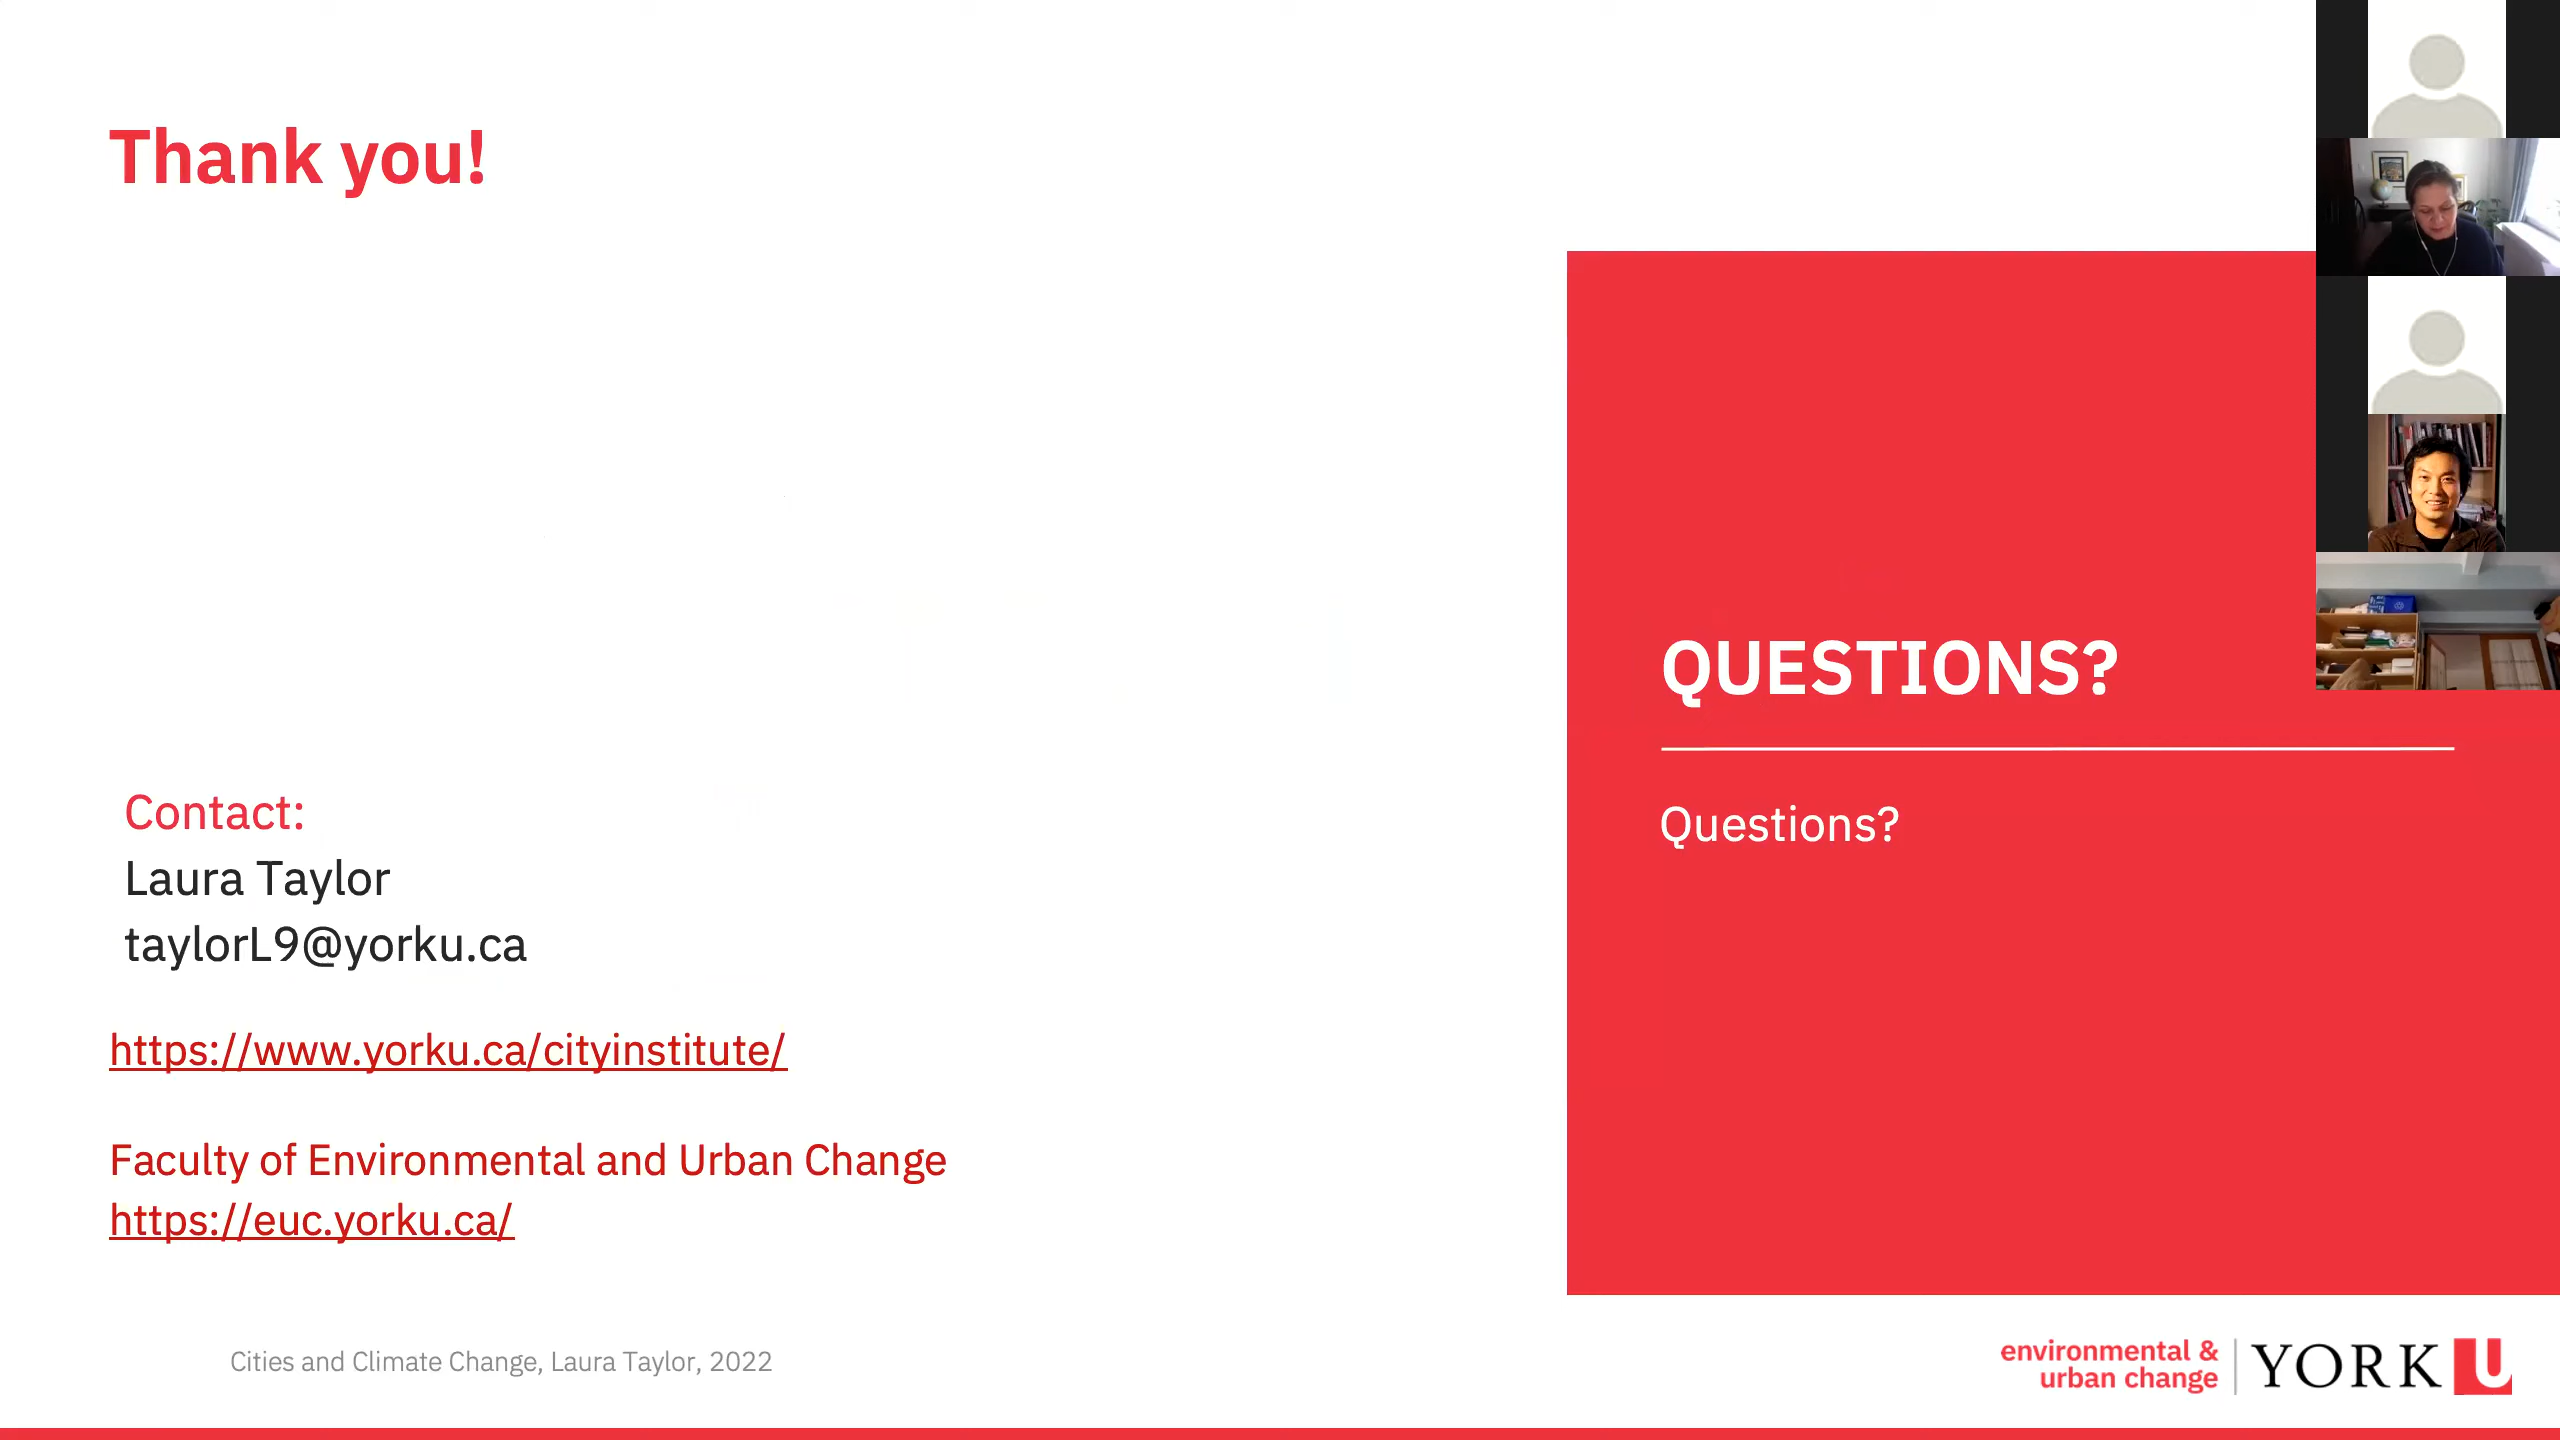 Thank you!
QUESTIONS?
Questions?
Contact:
Laura Taylor
taylorL9@yorku.ca
https://www.yorku.ca/cityinstitute/
Faculty of Environmental and Urban Change
https://euc.yorku.ca/
Cities and Climate Change, Laura Taylor, 2022
environmental &
urban change
YORK U